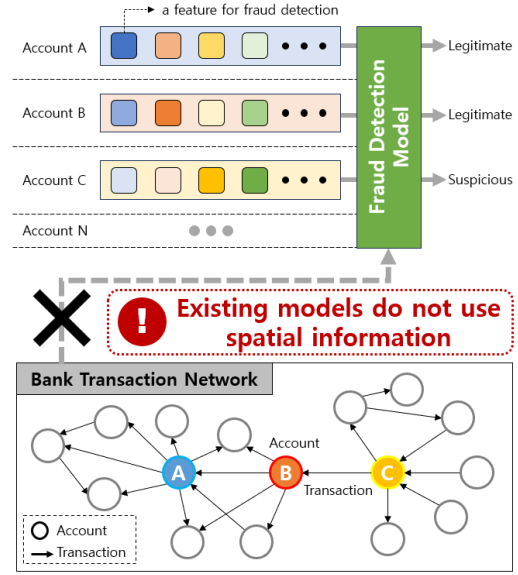 a feature for fraud detection
Account A
Legitimate
Account B
Legitimate
Account C
Suspicious
Account N
Fraud Detection
Model
! Existing models do not use
spatial information
Bank Transaction Network
Account
A
B
C
Transaction
Account
Transaction